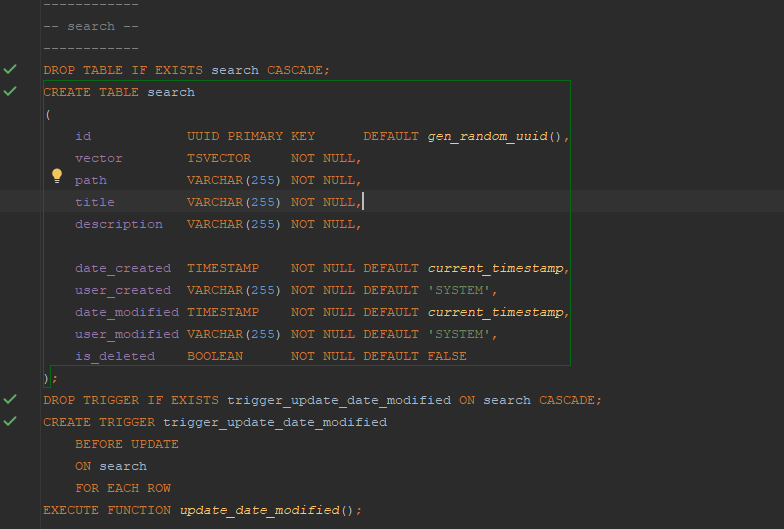 ------------
-- search --
------------
DROP TABLE IF EXISTS search CASCADE;
CREATE TABLE search
(
    id            UUID PRIMARY KEY      DEFAULT gen_random_uuid(),
    vector        TSVECTOR     NOT NULL,
    path          VARCHAR(255) NOT NULL,
    title         VARCHAR(255) NOT NULL,
    description   VARCHAR(255) NOT NULL,

    date_created  TIMESTAMP    NOT NULL DEFAULT current_timestamp,
    user_created  VARCHAR(255) NOT NULL DEFAULT 'SYSTEM',
    date_modified TIMESTAMP    NOT NULL DEFAULT current_timestamp,
    user_modified VARCHAR(255) NOT NULL DEFAULT 'SYSTEM',
    is_deleted    BOOLEAN      NOT NULL DEFAULT FALSE
);
DROP TRIGGER IF EXISTS trigger_update_date_modified ON search CASCADE;
CREATE TRIGGER trigger_update_date_modified
    BEFORE UPDATE
    ON search
    FOR EACH ROW
EXECUTE FUNCTION update_date_modified();